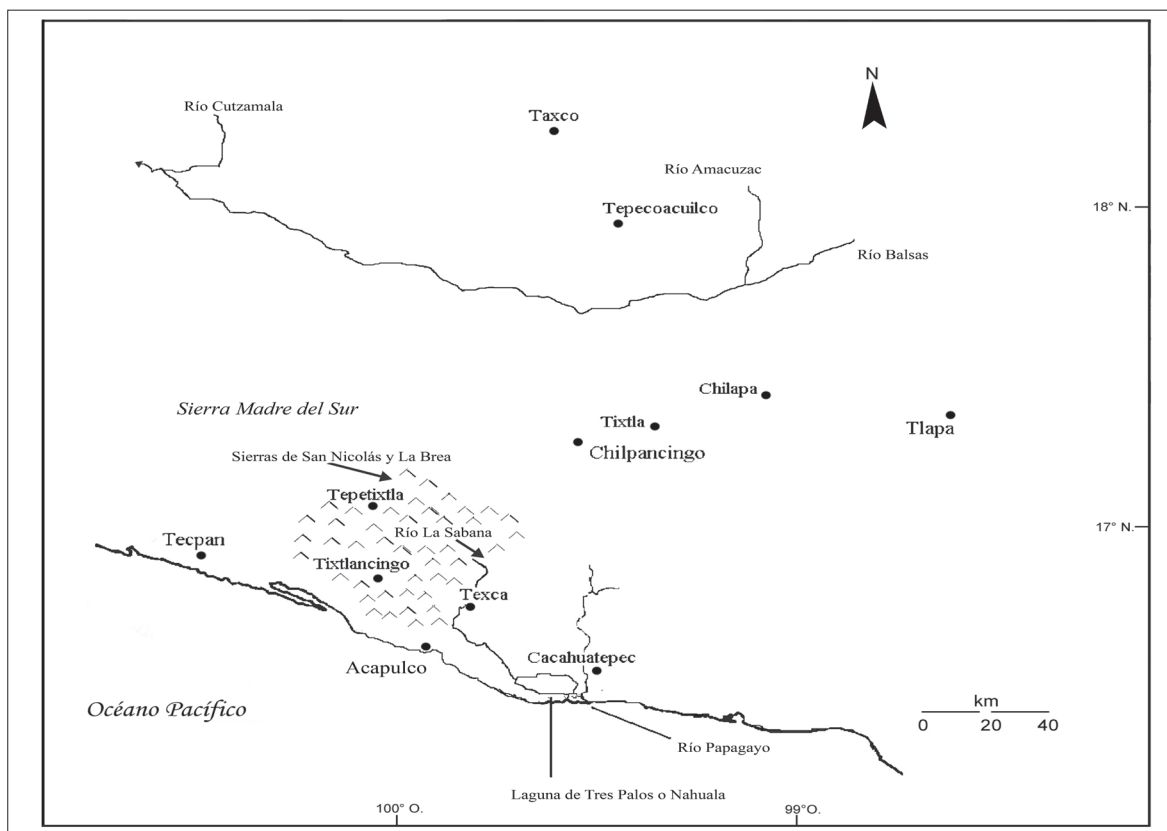 N
Río Cutzamala
Taxco
Río Amacuzac
Tepecoacuilco
18° N.
Río Balsas
Chilapa
Sierra Madre del Sur
Tixtla
Tlapa
Chilpancingo
Sierras de San Nicolás y La Brea
Tepetixtla
17° N.
Río La Sabana
Tecpan
Tixtlancingo
Texca
Cacahuatepec
Acapulco
Océano Pacífico
km
0 20 40
Río Papagayo
Laguna de Tres Palos o Nahuala
100° O.
99°O.